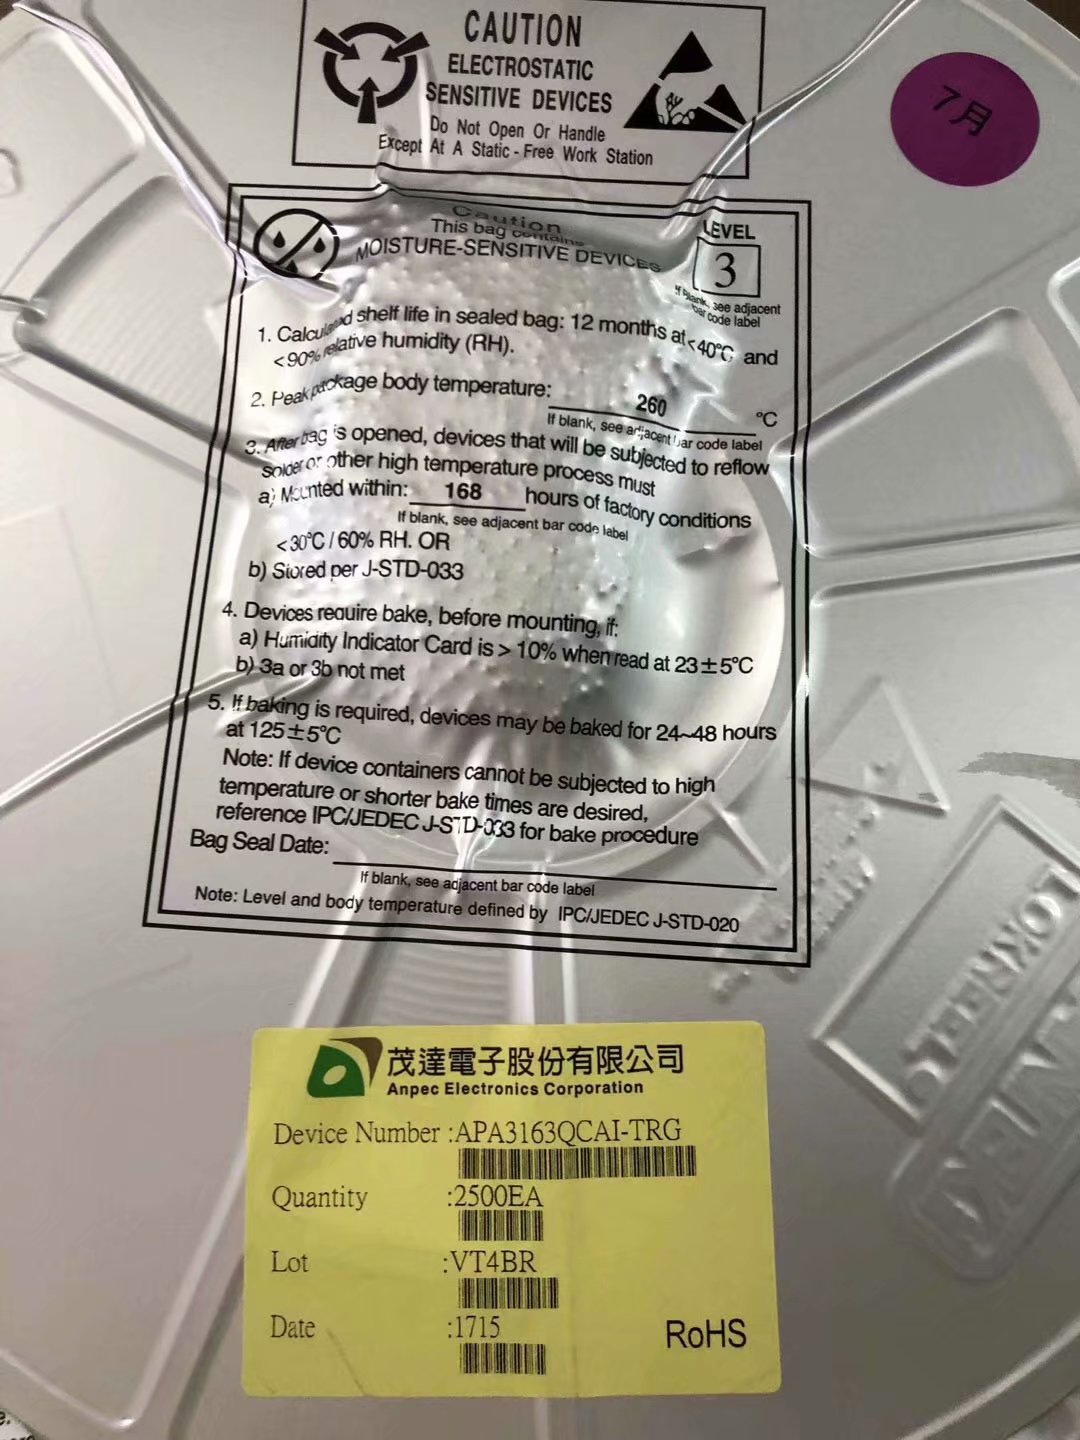 CAUTION
ELECTROSTATIC
SENSITIVE DEVICES
Do Not Open Or Handle
Except At A Static - Free Work Station
7月
Caution
This bag contains
MOISTURE-SENSITIVE DEVICES
LEVEL
3
If Blank, see adjacent
bar code label
1. Calculated shelf life in sealed bag: 12 months at <40°C and
<90% relative humidity (RH).
2. Peak package body temperature: 260 °C
If blank, see adjacent bar code label
3. After bag is opened, devices that will be subjected to reflow
solder or other high temperature process must
a) Mounted within: 168 hours of factory conditions
If blank, see adjacent bar code label
<30°C / 60% RH. OR
b) Stored per J-STD-033
4. Devices require bake, before mounting, if:
a) Humidity Indicator Card is > 10% when read at 23±5°C
b) 3a or 3b not met
5. If baking is required, devices may be baked for 24~48 hours
at 125±5°C
Note: If device containers cannot be subjected to high
temperature or shorter bake times are desired,
reference IPC/JEDEC J-STD-033 for bake procedure
Bag Seal Date:
If blank, see adjacent bar code label
Note: Level and body temperature defined by IPC/JEDEC J-STD-020
LOKREEL
茂達電子股份有限公司
Anpec Electronics Corporation
Device Number :APA3163QCAI-TRG
Quantity :2500EA
Lot :VT4BR
Date :1715
RoHS